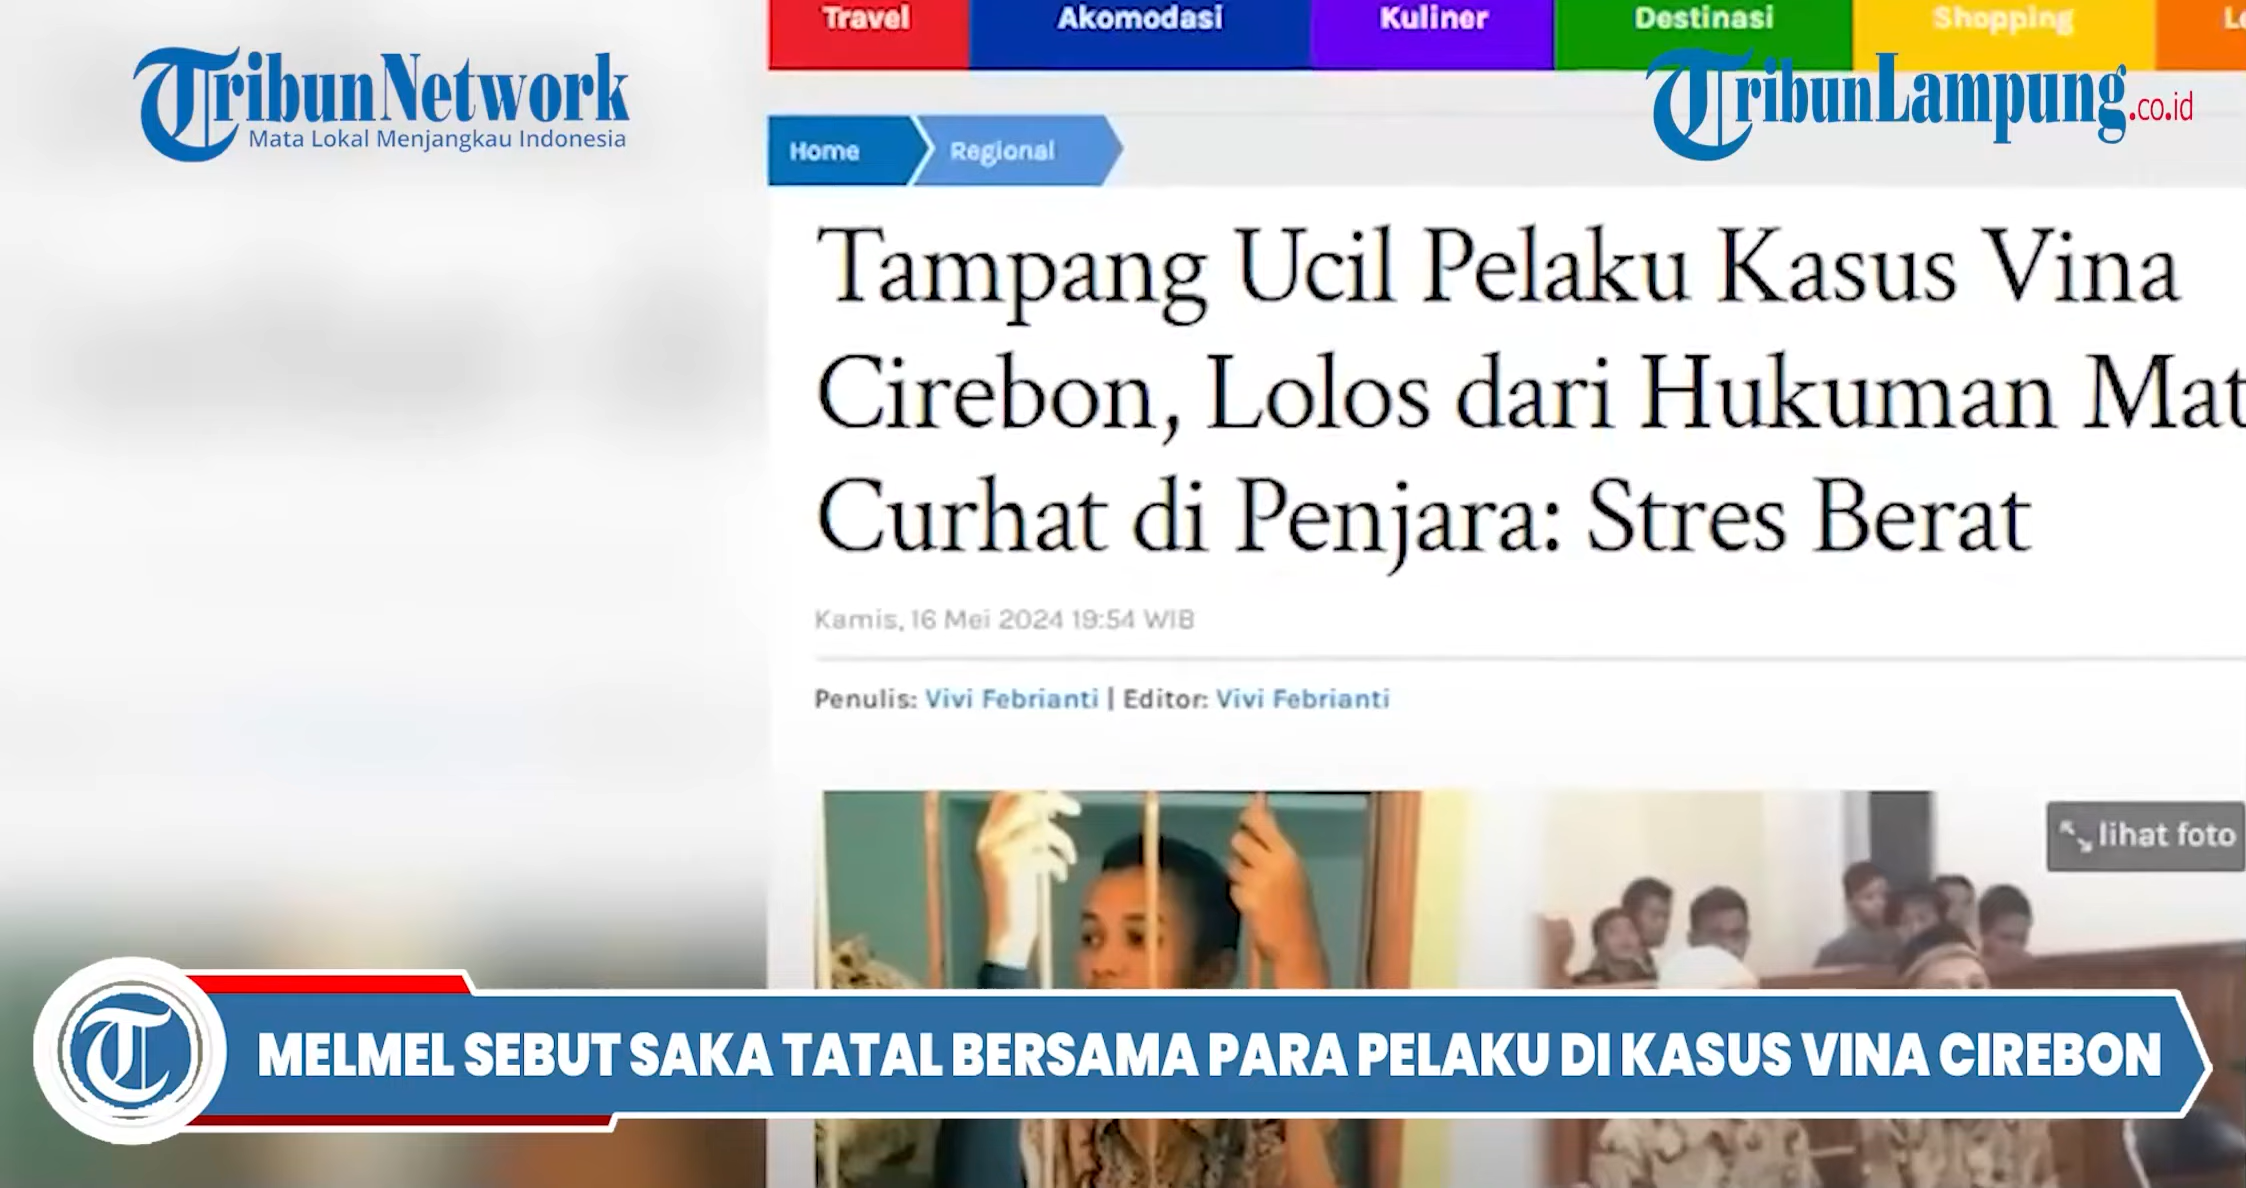 Travel Akomodasi Kuliner Destinasi Shopping
TribunNetwork
Mata Lokal Menjangkau Indonesia
TribunLampung.co.id
Home Regional
Tampang Ucil Pelaku Kasus Vina
Cirebon, Lolos dari Hukuman Mat
Curhat di Penjara: Stres Berat
Kamis, 16 Mei 2024 19:54 WIB
Penulis: Vivi Febrianti | Editor: Vivi Febrianti
lihat foto
T MELMEL SEBUT SAKA TATAL BERSAMA PARA PELAKU DI KASUS VINA CIREBON